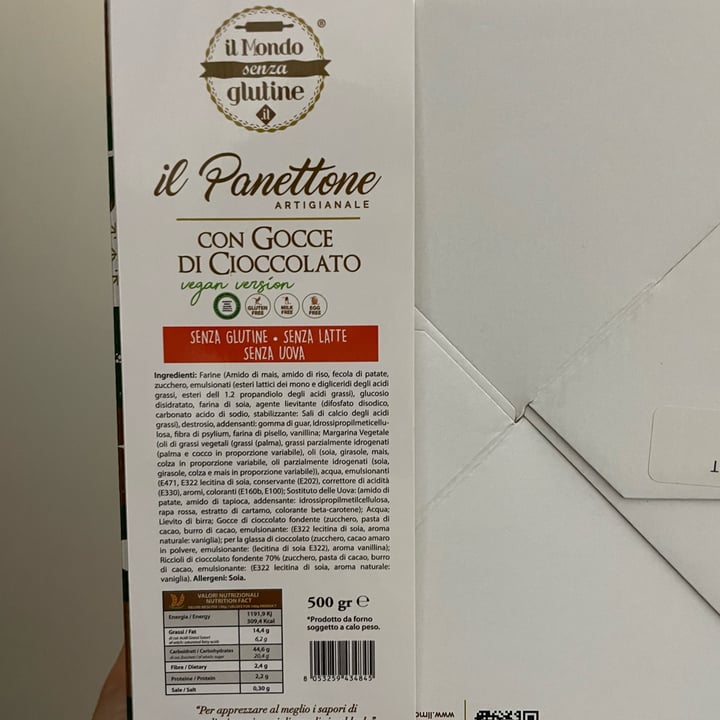 il Mondo
®
senza
glutine
.it
il Panettone
ARTIGIANALE
CON GOCCE
DI CIOCCOLATO
vegan version
GLUTEN FREE
MILK FREE
EGG FREE
SENZA GLUTINE • SENZA LATTE
SENZA UOVA
Ingredienti: Farine (Amido di mais, amido di riso, fecola di patate,
zucchero, emulsionati (esteri lattici dei mono e digliceridi degli acidi
grassi, esteri dell 1.2 propandiolo degli acidi grassi), glucosio
disidratato, farina di soia, agente lievitante (difosfato disodico,
carbonato acido di sodio, stabilizzante: Sali di calcio degli acidi
grassi), destrosio, addensanti: gomma di guar, idrossipropilmeticellu-
losa, fibra di psylium, farina di pisello, vanillina; Margarina Vegetale
(oli di grassi vegetali (grassi (palma), grassi parzialmente idrogenati
(palma e cocco in proporzione variabile), oli (soia, girasole, mais,
colza in proporzione variabile, oli parzialmente idrogenati (soia,
girasole, colza e mais in proporzione variabile)), acqua, emulsionanti
(E471, E322 lecitina di soia, conservante (E202), correttore di acidità
(E330), aromi, coloranti (E160b, E100); Sostituto delle Uova: (amido di
patate, amido di tapioca, addensante: idrossipropilmetilcellulosa,
rapa rossa, estratto di cartamo, colorante beta-carotene); Acqua;
Lievito di birra; Gocce di cioccolato fondente (zucchero, pasta di
cacao, burro di cacao, emulsionante: (E322 lecitina di soia, aroma
naturale: vaniglia); per la glassa di cioccolato (zucchero, cacao amaro
in polvere, emulsionante: (lecitina di soia E322), aroma vanillina);
Riccioli di cioccolato fondente 70% (zucchero, pasta di cacao, burro
di cacao, emulsionante: (E322 lecitina di soia, aroma naturale:
vaniglia). Allergeni: Soia.
VALORI NUTRIZIONALI
NUTRITION FACT
Energia / Energy 1191,9 Kj
309,4 Kcal
Grassi / Fat 14,4 g
6,2 g
Carboidrati / Carbohydrates 44,6 g
20,4 g
Fibre / Dietary 2,4 g
Proteine / Protein 2,2 g
Sale / Salt 0,30 g
500 gr ℮
*Prodotto da forno
soggetto a calo peso.
8 053259 434845
"Per apprezzare al meglio i sapori di